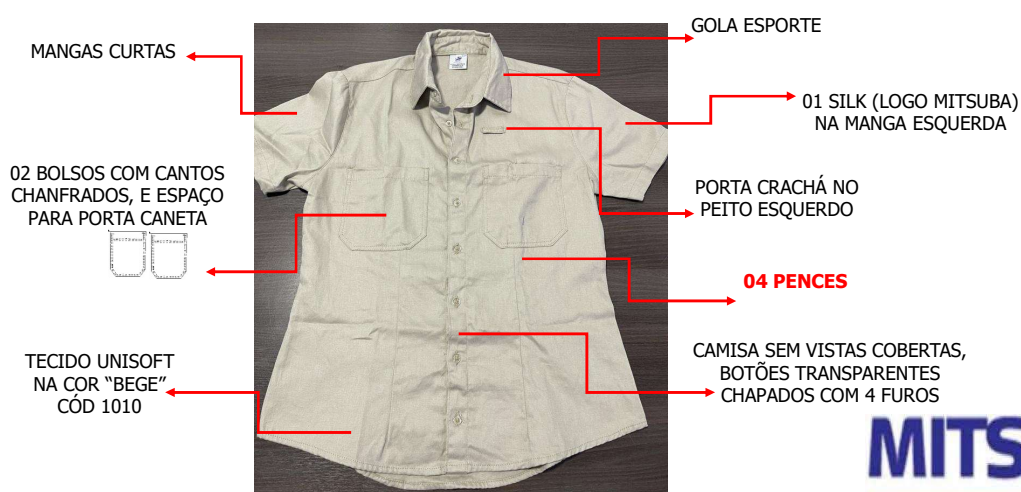 MANGAS CURTAS
02 BOLSOS COM CANTOS
CHANFRADOS, E ESPAÇO
PARA PORTA CANETA
TECIDO UNISOFT
NA COR “BEGE”
CÓD 1010
GOLA ESPORTE
01 SILK (LOGO MITSUBA)
NA MANGA ESQUERDA
PORTA CRACHÁ NO
PEITO ESQUERDO
04 PENCES
CAMISA SEM VISTAS COBERTAS,
BOTÕES TRANSPARENTES
CHAPADOS COM 4 FUROS
MITS